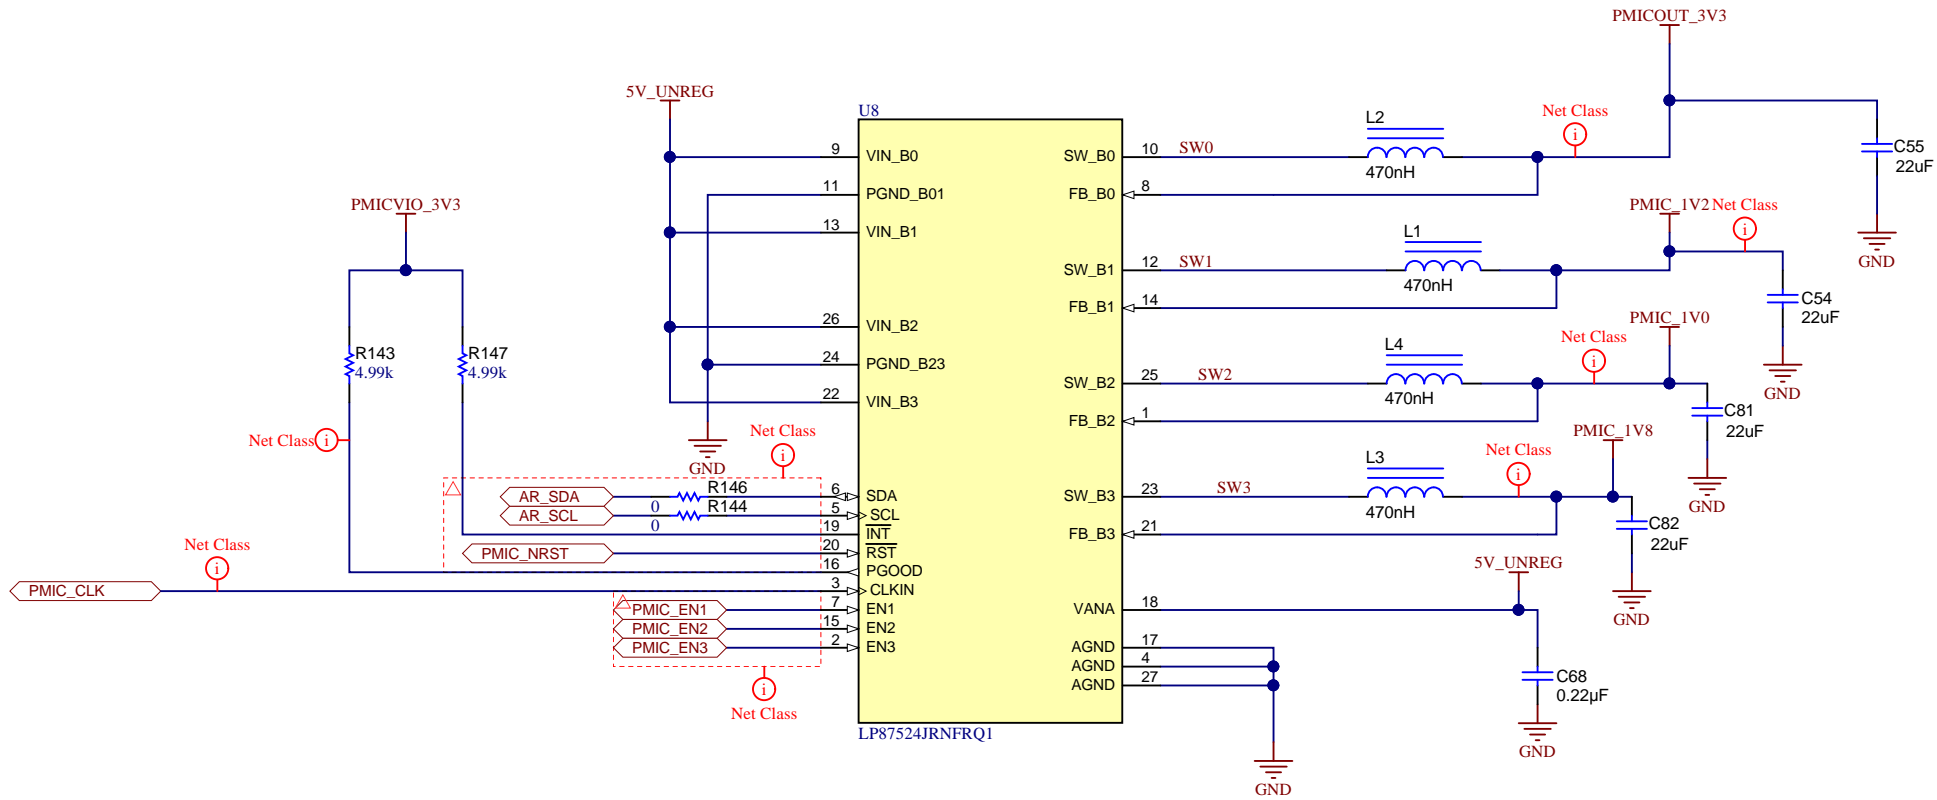 PMICOUT_3V3
5V_UNREG
U8
Net Class
L2
9
VIN_B0
SW_B0
10
SW0
470nH
C55
22uF
11
PGND_B01
FB_B0
8
PMICVIO_3V3
PMIC_1V2
Net Class
13
VIN_B1
L1
GND
SW_B1
12
SW1
470nH
FB_B1
14
C54
22uF
26
VIN_B2
PMIC_1V0
Net Class
R143
4.99k
R147
4.99k
24
PGND_B23
L4
SW_B2
25
SW2
470nH
GND
22
VIN_B3
FB_B2
1
C81
22uF
Net Class
Net Class
PMIC_1V8
Net Class
GND
L3
GND
AR_SDA
R146
6
SDA
SW_B3
23
SW3
470nH
AR_SCL
0
R144
5
SCL
0
19
INT
FB_B3
21
C82
22uF
Net Class
PMIC_NRST
20
RST
16
PGOOD
5V_UNREG
PMIC_CLK
3
CLKIN
PMIC_EN1
7
EN1
VANA
18
GND
PMIC_EN2
15
EN2
PMIC_EN3
2
EN3
AGND
17
AGND
4
AGND
27
C68
0.22µF
Net Class
LP87524JRNFRQ1
GND
GND